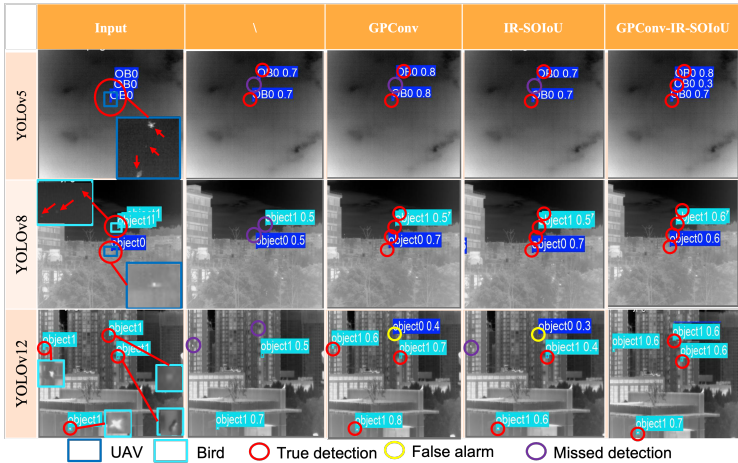 Input \ GPConv IR-SOIoU GPConv-IR-SOIoU
YOLOv5
OB0
OB0
OB0
OB0 0.7
OB0 0.7
OB0 0.8
OB0 0.8
OB0 0.7
OB0 0.7
OB0 0.8
OB0 0.3
OB0 0.7
YOLOv8
object1
object0
object1 0.5
object0 0.5
object1 0.5
object0 0.7
object1 0.5
object0 0.7
object1 0.6
object0 0.6
YOLOv12
object1
object1
object1
object1
object1 0.5
object1 0.7
object0 0.4
object1 0.6
object1 0.7
object1 0.8
object0 0.3
object1 0.4
object1 0.6
object1 0.6
object1 0.6
object1 0.6
object1 0.7
UAV Bird True detection False alarm Missed detection